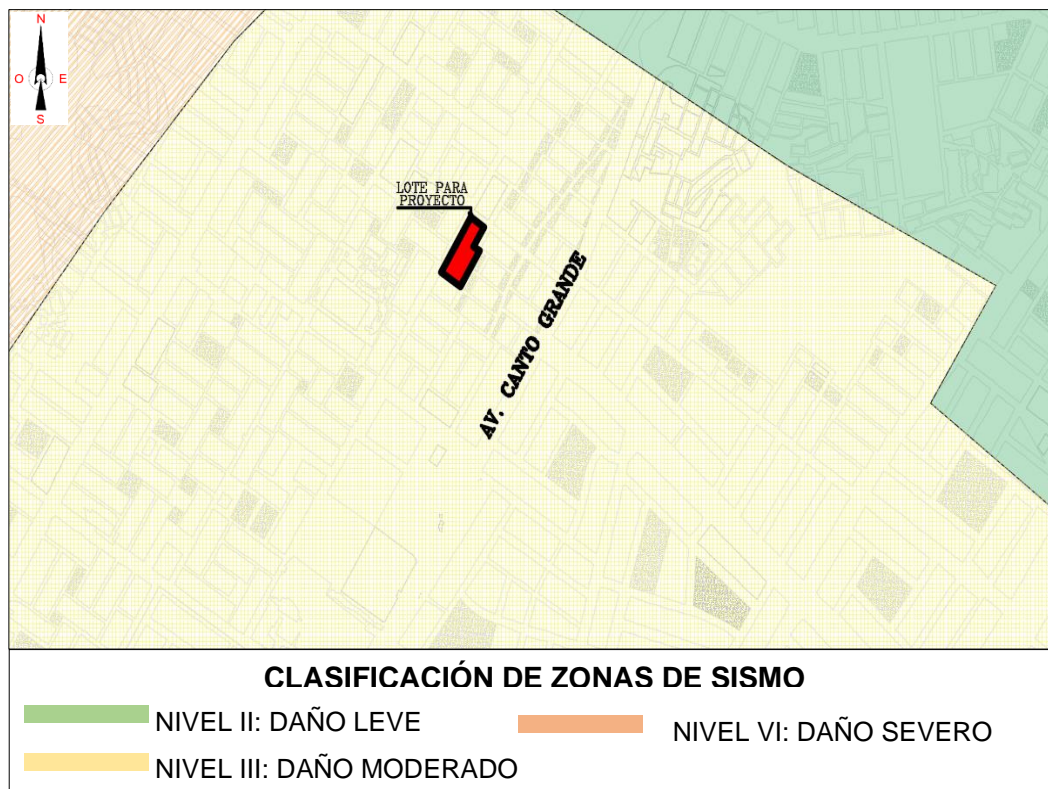 N
O E
S
LOTE PARA
PROYECTO
AV. CANTO GRANDE
CLASIFICACIÓN DE ZONAS DE SISMO
NIVEL II: DAÑO LEVE
NIVEL VI: DAÑO SEVERO
NIVEL III: DAÑO MODERADO